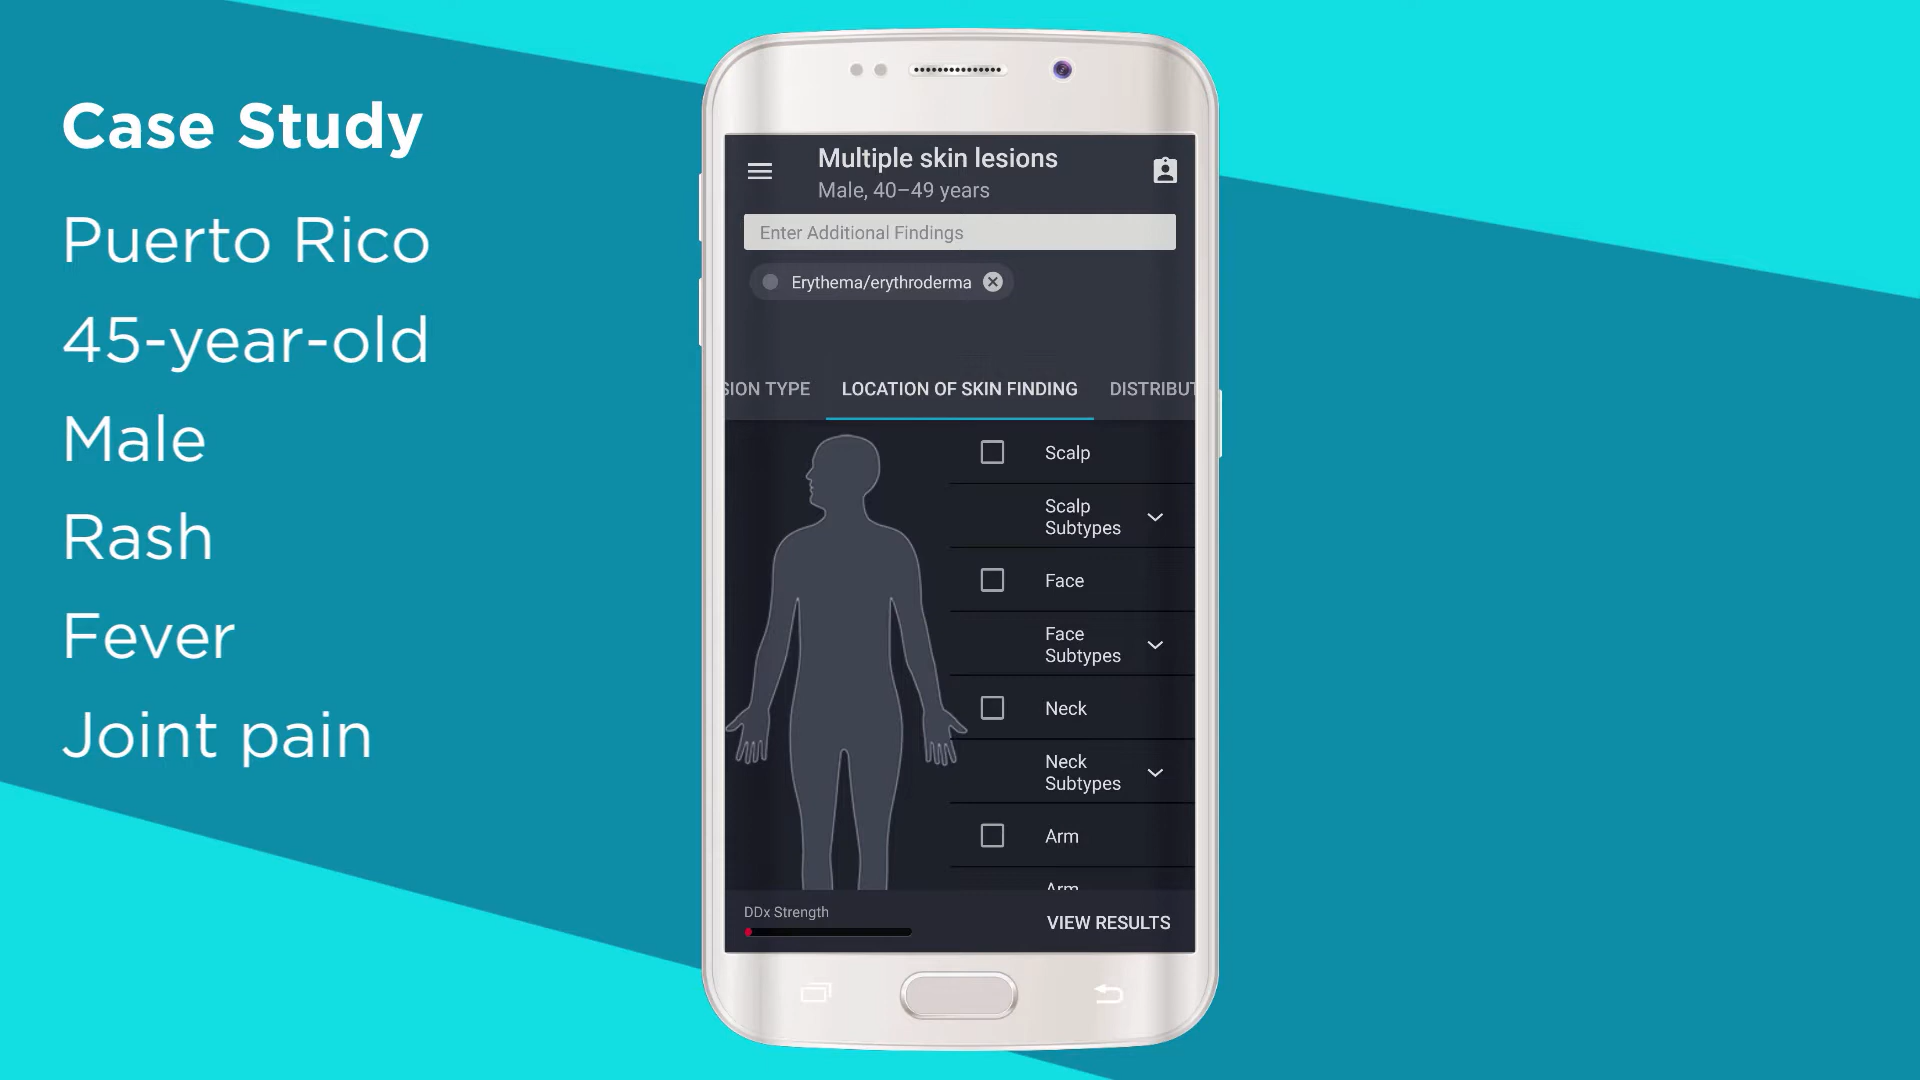 Case Study
Puerto Rico
45-year-old
Male
Rash
Fever
Joint pain
Multiple skin lesions
Male, 40–49 years
Enter Additional Findings
Erythema/erythroderma
SION TYPE
LOCATION OF SKIN FINDING
DISTRIBUT
Scalp
Scalp
Subtypes
Face
Face
Subtypes
Neck
Neck
Subtypes
Arm
Arm
DDx Strength
VIEW RESULTS